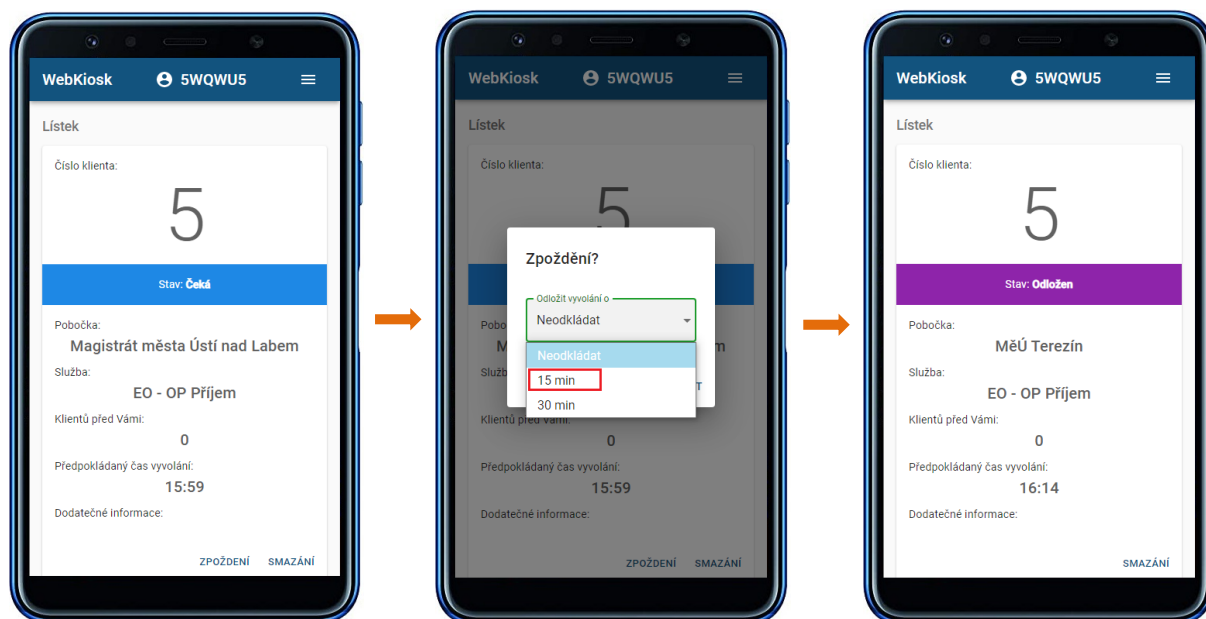 WebKiosk 5WQWU5
Lístek
Číslo klienta:
5
Stav: Čeká
Pobočka:
Magistrát města Ústí nad Labem
Služba:
EO - OP Příjem
Klientů před Vámi:
0
Předpokládaný čas vyvolání:
15:59
Dodatečné informace:
ZPOŽDENÍ SMAZÁNÍ
WebKiosk 5WQWU5
Lístek
Číslo klienta:
5
Zpoždění?
Odložit vyvolání o
Neodkládat
Neodkládat
15 min
30 min
Klientů před Vámi:
0
Předpokládaný čas vyvolání:
15:59
Dodatečné informace:
ZPOŽDENÍ SMAZÁNÍ
WebKiosk 5WQWU5
Lístek
Číslo klienta:
5
Stav: Odložen
Pobočka:
MěÚ Terezín
Služba:
EO - OP Příjem
Klientů před Vámi:
0
Předpokládaný čas vyvolání:
16:14
Dodatečné informace:
SMAZÁNÍ